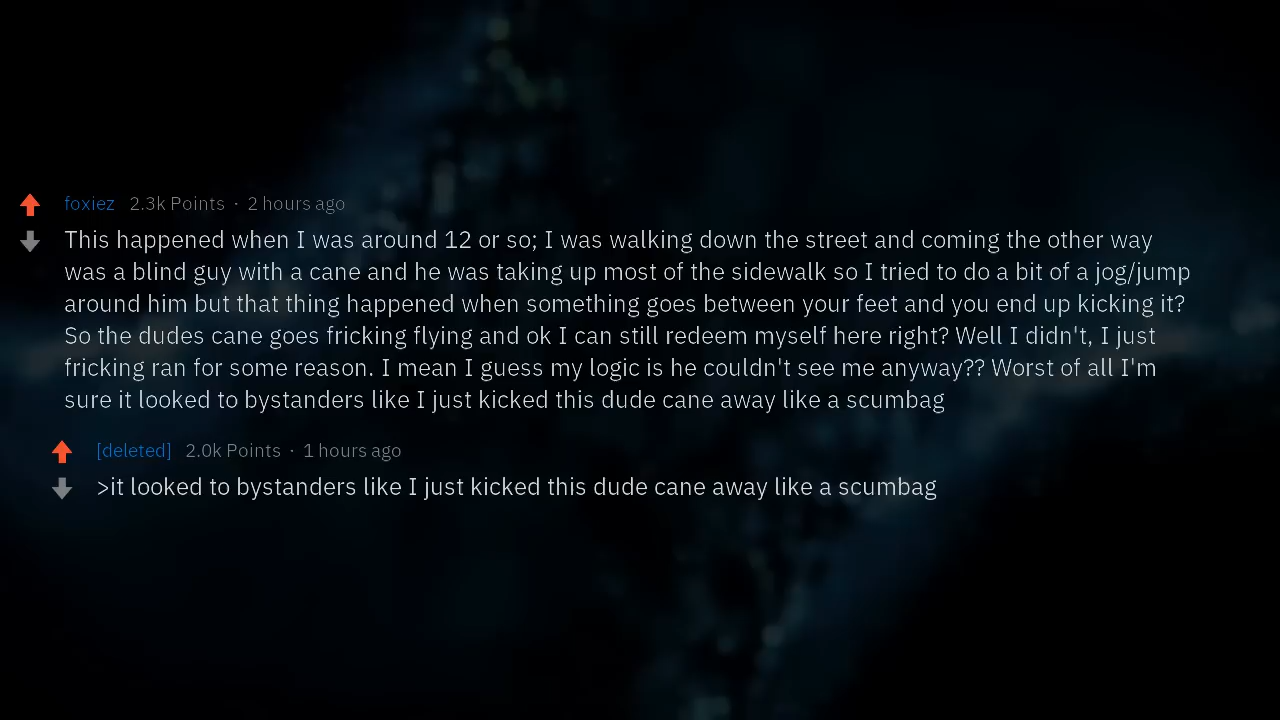 foxiez 2.3k Points · 2 hours ago
This happened when I was around 12 or so; I was walking down the street and coming the other way
was a blind guy with a cane and he was taking up most of the sidewalk so I tried to do a bit of a jog/jump
around him but that thing happened when something goes between your feet and you end up kicking it?
So the dudes cane goes fricking flying and ok I can still redeem myself here right? Well I didn't, I just
fricking ran for some reason. I mean I guess my logic is he couldn't see me anyway?? Worst of all I'm
sure it looked to bystanders like I just kicked this dude cane away like a scumbag
[deleted] 2.0k Points · 1 hours ago
>it looked to bystanders like I just kicked this dude cane away like a scumbag